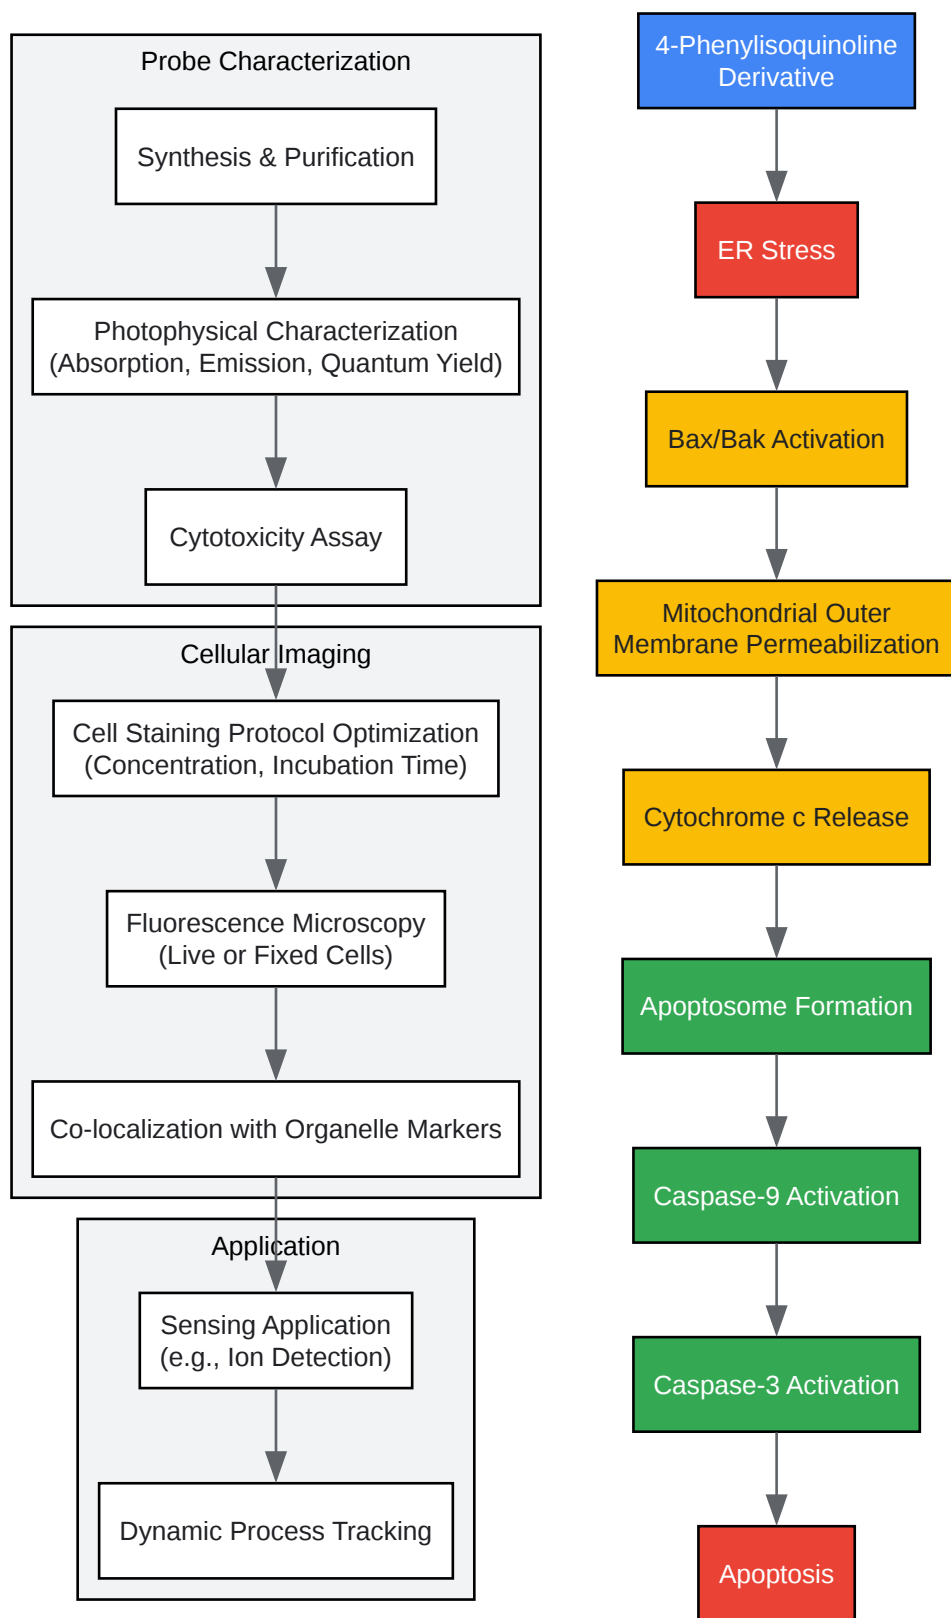 Probe Characterization
Synthesis & Purification
Photophysical Characterization
(Absorption, Emission, Quantum Yield)
Cytotoxicity Assay
Cellular Imaging
Cell Staining Protocol Optimization
(Concentration, Incubation Time)
Fluorescence Microscopy
(Live or Fixed Cells)
Co-localization with Organelle Markers
Application
Sensing Application
(e.g., Ion Detection)
Dynamic Process Tracking
4-Phenylisoquinoline
Derivative
ER Stress
Bax/Bak Activation
Mitochondrial Outer
Membrane Permeabilization
Cytochrome c Release
Apoptosome Formation
Caspase-9 Activation
Caspase-3 Activation
Apoptosis